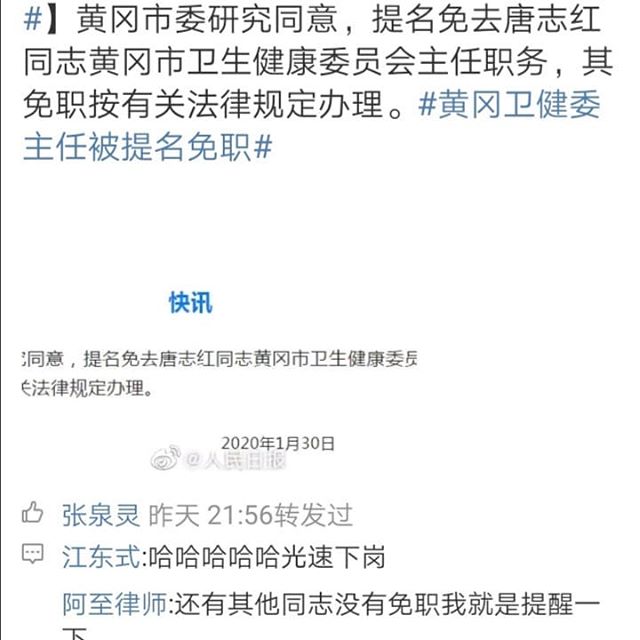 #】黄冈市委研究同意，提名免去唐志红
同志黄冈市卫生健康委员会主任职务，其
免职按有关法律规定办理。#黄冈卫健委
主任被提名免职#
快讯
同意，提名免去唐志红同志黄冈市卫生健康委员
关法律规定办理。
2020年1月30日
@人民日报
张泉灵 昨天 21:56转发过
江东式:哈哈哈哈哈光速下岗
阿至律师:还有其他同志没有免职我就是提醒一
下